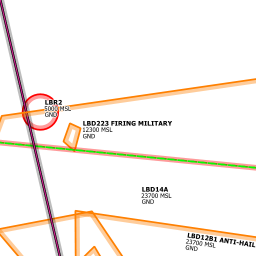 LBR2
5000 MSL
GND
LBD223 FIRING MILITARY
12300 MSL
GND
LBD14A
23700 MSL
GND
LBD12B1 ANTI-HAIL
23700 MSL
GND